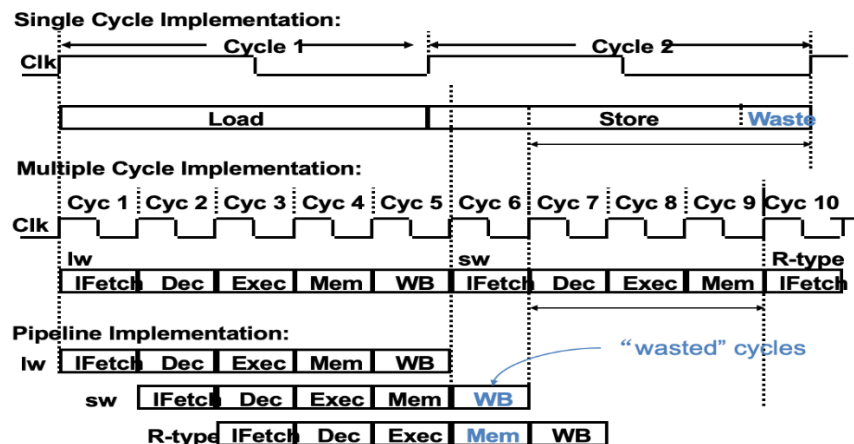 Single Cycle Implementation:
Cycle 1
Cycle 2
Clk
Load
Store
Waste
Multiple Cycle Implementation:
Cyc 1 Cyc 2 Cyc 3 Cyc 4 Cyc 5 Cyc 6 Cyc 7 Cyc 8 Cyc 9 Cyc 10
Clk
lw sw R-type
IFetch Dec Exec Mem WB IFetch Dec Exec Mem IFetch
Pipeline Implementation:
“wasted” cycles
lw IFetch Dec Exec Mem WB
sw IFetch Dec Exec Mem WB
R-type IFetch Dec Exec Mem WB